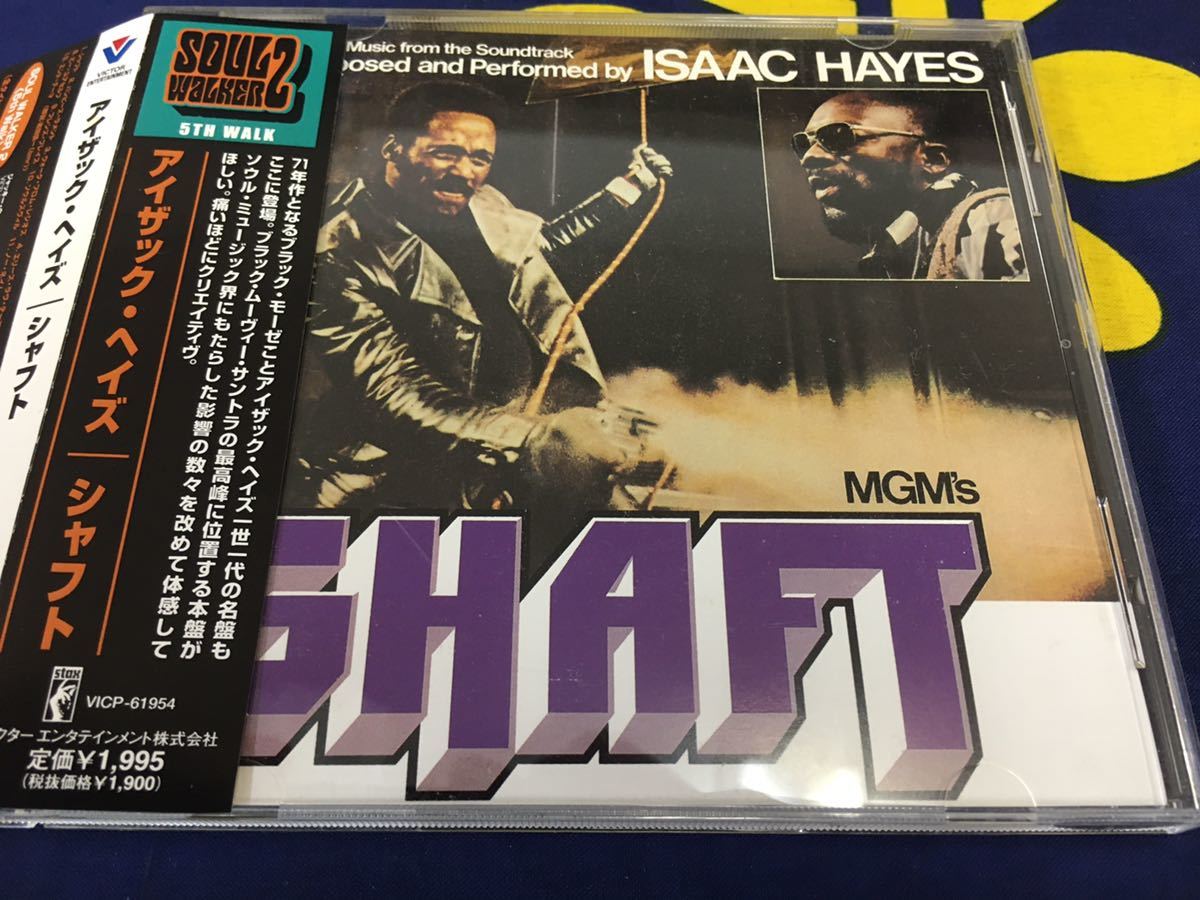 VICTOR
ENTERTAINMENT
アイザック・ヘイズ/シャフト
SOUL
WALKER 2
5TH WALK
アイザック・ヘイズ/シャフト
71年作となるブラック・モーゼことアイザック・ヘイズ一世一代の名盤も
ここに登場。ブラック・ムーヴィー・サントラの最高峰に位置する本盤が
ソウル・ミュージック界にもたらした影響の数々を改めて体感して
ほしい。痛いほどにクリエイティヴ。
stax
VICP-61954
クター エンタテインメント株式会社
定価¥1,995
(税抜価格¥1,900)
Music from the Soundtrack
posed and Performed by ISAAC HAYES
MGM's
SHAFT